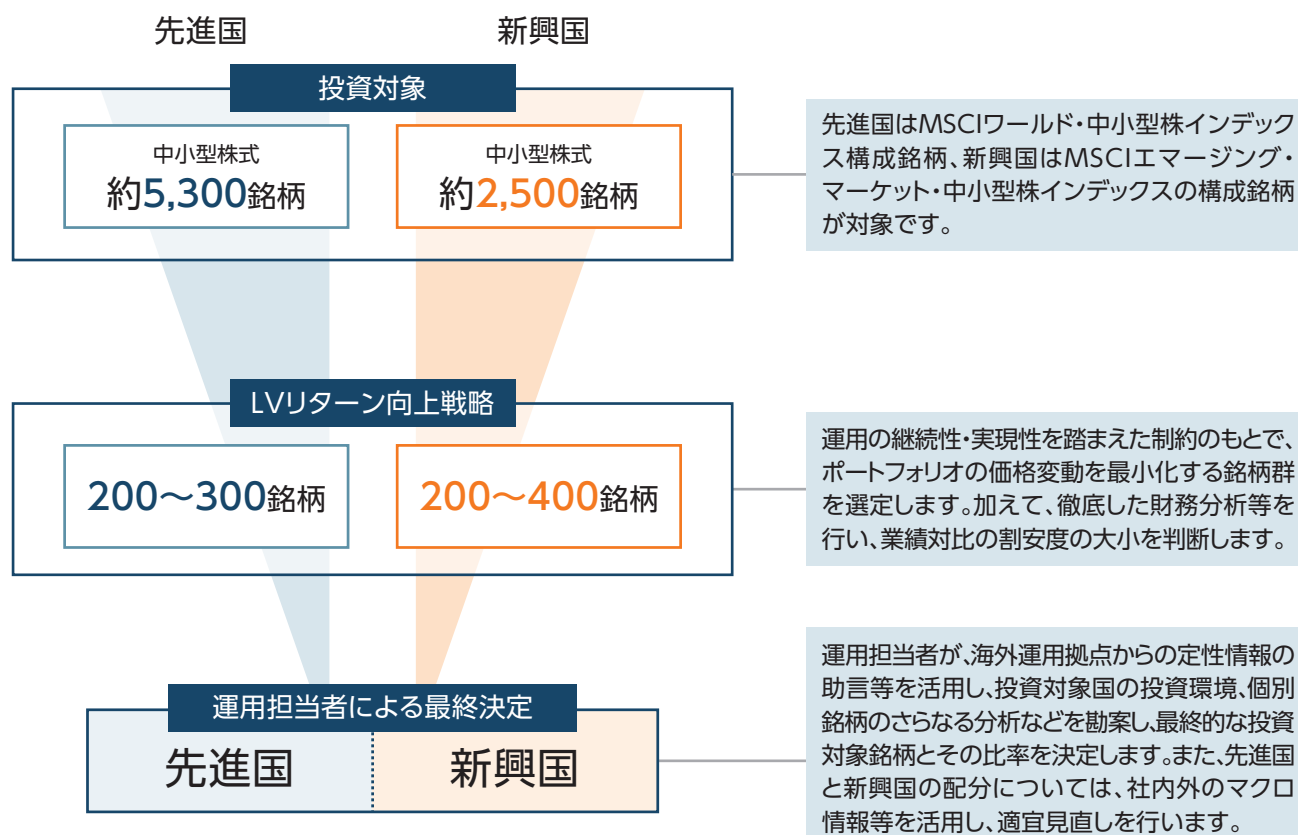 先進国
新興国
投資対象
中小型株式
約5,300銘柄
中小型株式
約2,500銘柄
先進国はMSCIワールド・中小型株インデック
ス構成銘柄、新興国はMSCIエマージング・
マーケット・中小型株インデックスの構成銘柄
が対象です。
LVリターン向上戦略
200～300銘柄
200～400銘柄
運用の継続性・実現性を踏まえた制約のもとで、
ポートフォリオの価格変動を最小化する銘柄群
を選定します。加えて、徹底した財務分析等を
行い、業績対比の割安度の大小を判断します。
運用担当者による最終決定
先進国
新興国
運用担当者が、海外運用拠点からの定性情報の
助言等を活用し、投資対象国の投資環境、個別
銘柄のさらなる分析などを勘案し、最終的な投資
対象銘柄とその比率を決定します。また、先進国
と新興国の配分については、社内外のマクロ
情報等を活用し、適宜見直しを行います。